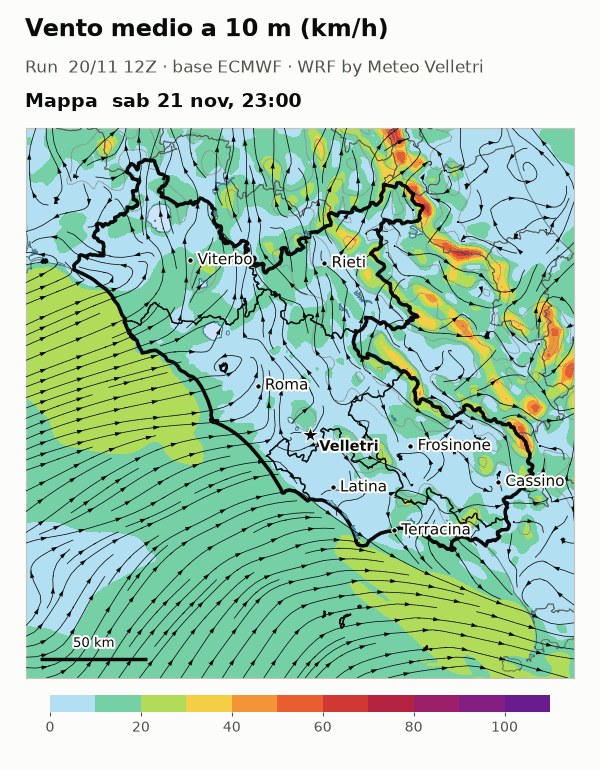 Vento medio a 10 m (km/h)
Run 20/11 12Z · base ECMWF · WRF by Meteo Velletri
Mappa sab 21 nov, 23:00
Viterbo
Rieti
Roma
Velletri
Frosinone
Cassino
Latina
Terracina
50 km
0 20 40 60 80 100